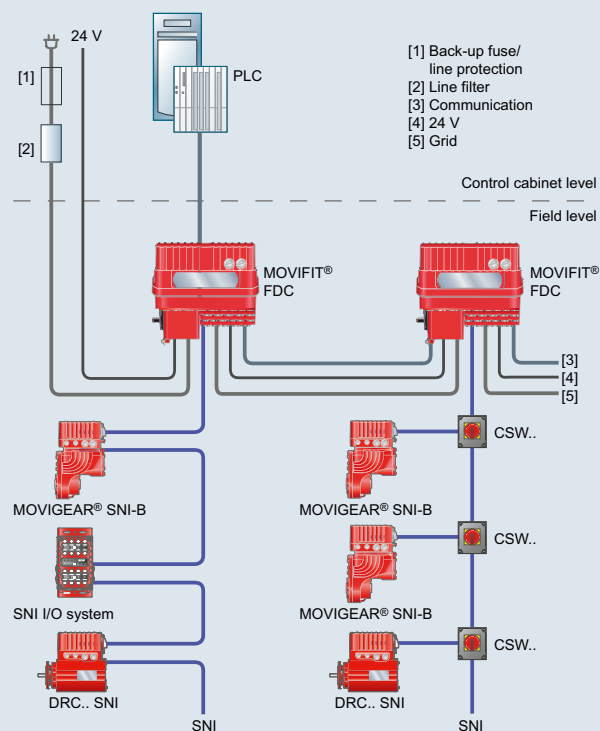 24 V
[1]
[2]
PLC
[1] Back-up fuse/
line protection
[2] Line filter
[3] Communication
[4] 24 V
[5] Grid
Control cabinet level
Field level
MOVIFIT®
FDC
MOVIFIT®
FDC
[3]
[4]
[5]
MOVIGEAR® SNI-B
SNI I/O system
DRC.. SNI
SNI
CSW..
MOVIGEAR® SNI-B
CSW..
MOVIGEAR® SNI-B
CSW..
DRC.. SNI
SNI